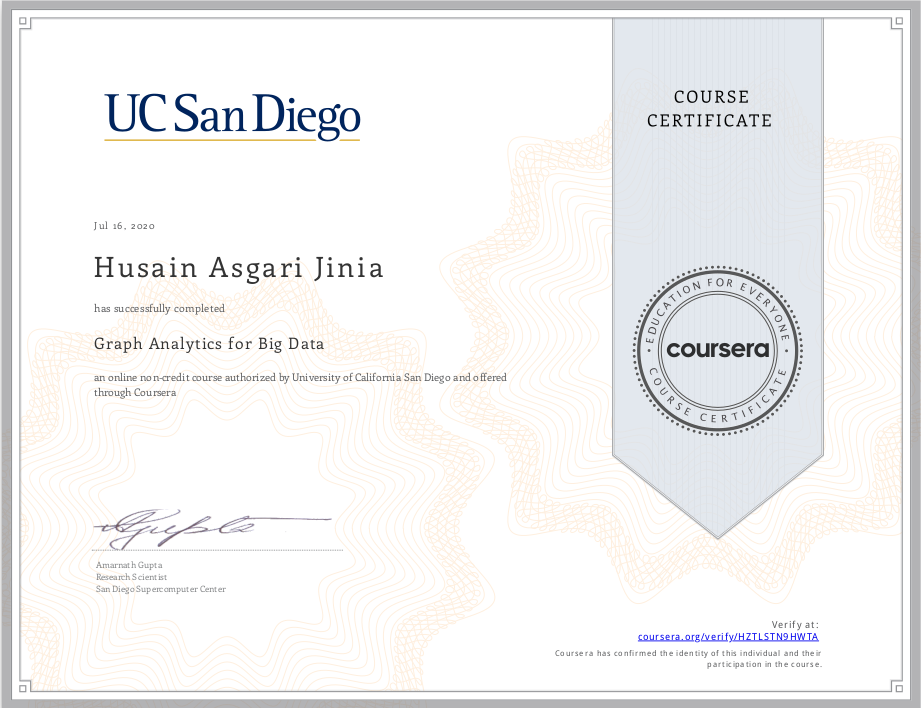 UC San Diego
COURSE
CERTIFICATE
Jul 16, 2020
Husain Asgari Jinia
has successfully completed
Graph Analytics for Big Data
an online non-credit course authorized by University of California San Diego and offered
through Coursera
EDUCATION FOR EVERYONE
coursera
COURSE CERTIFICATE
Amarnath Gupta
Research Scientist
San Diego Supercomputer Center
Verify at:
coursera.org/verify/HZTLSTN9HWTA
Coursera has confirmed the identity of this individual and their
participation in the course.